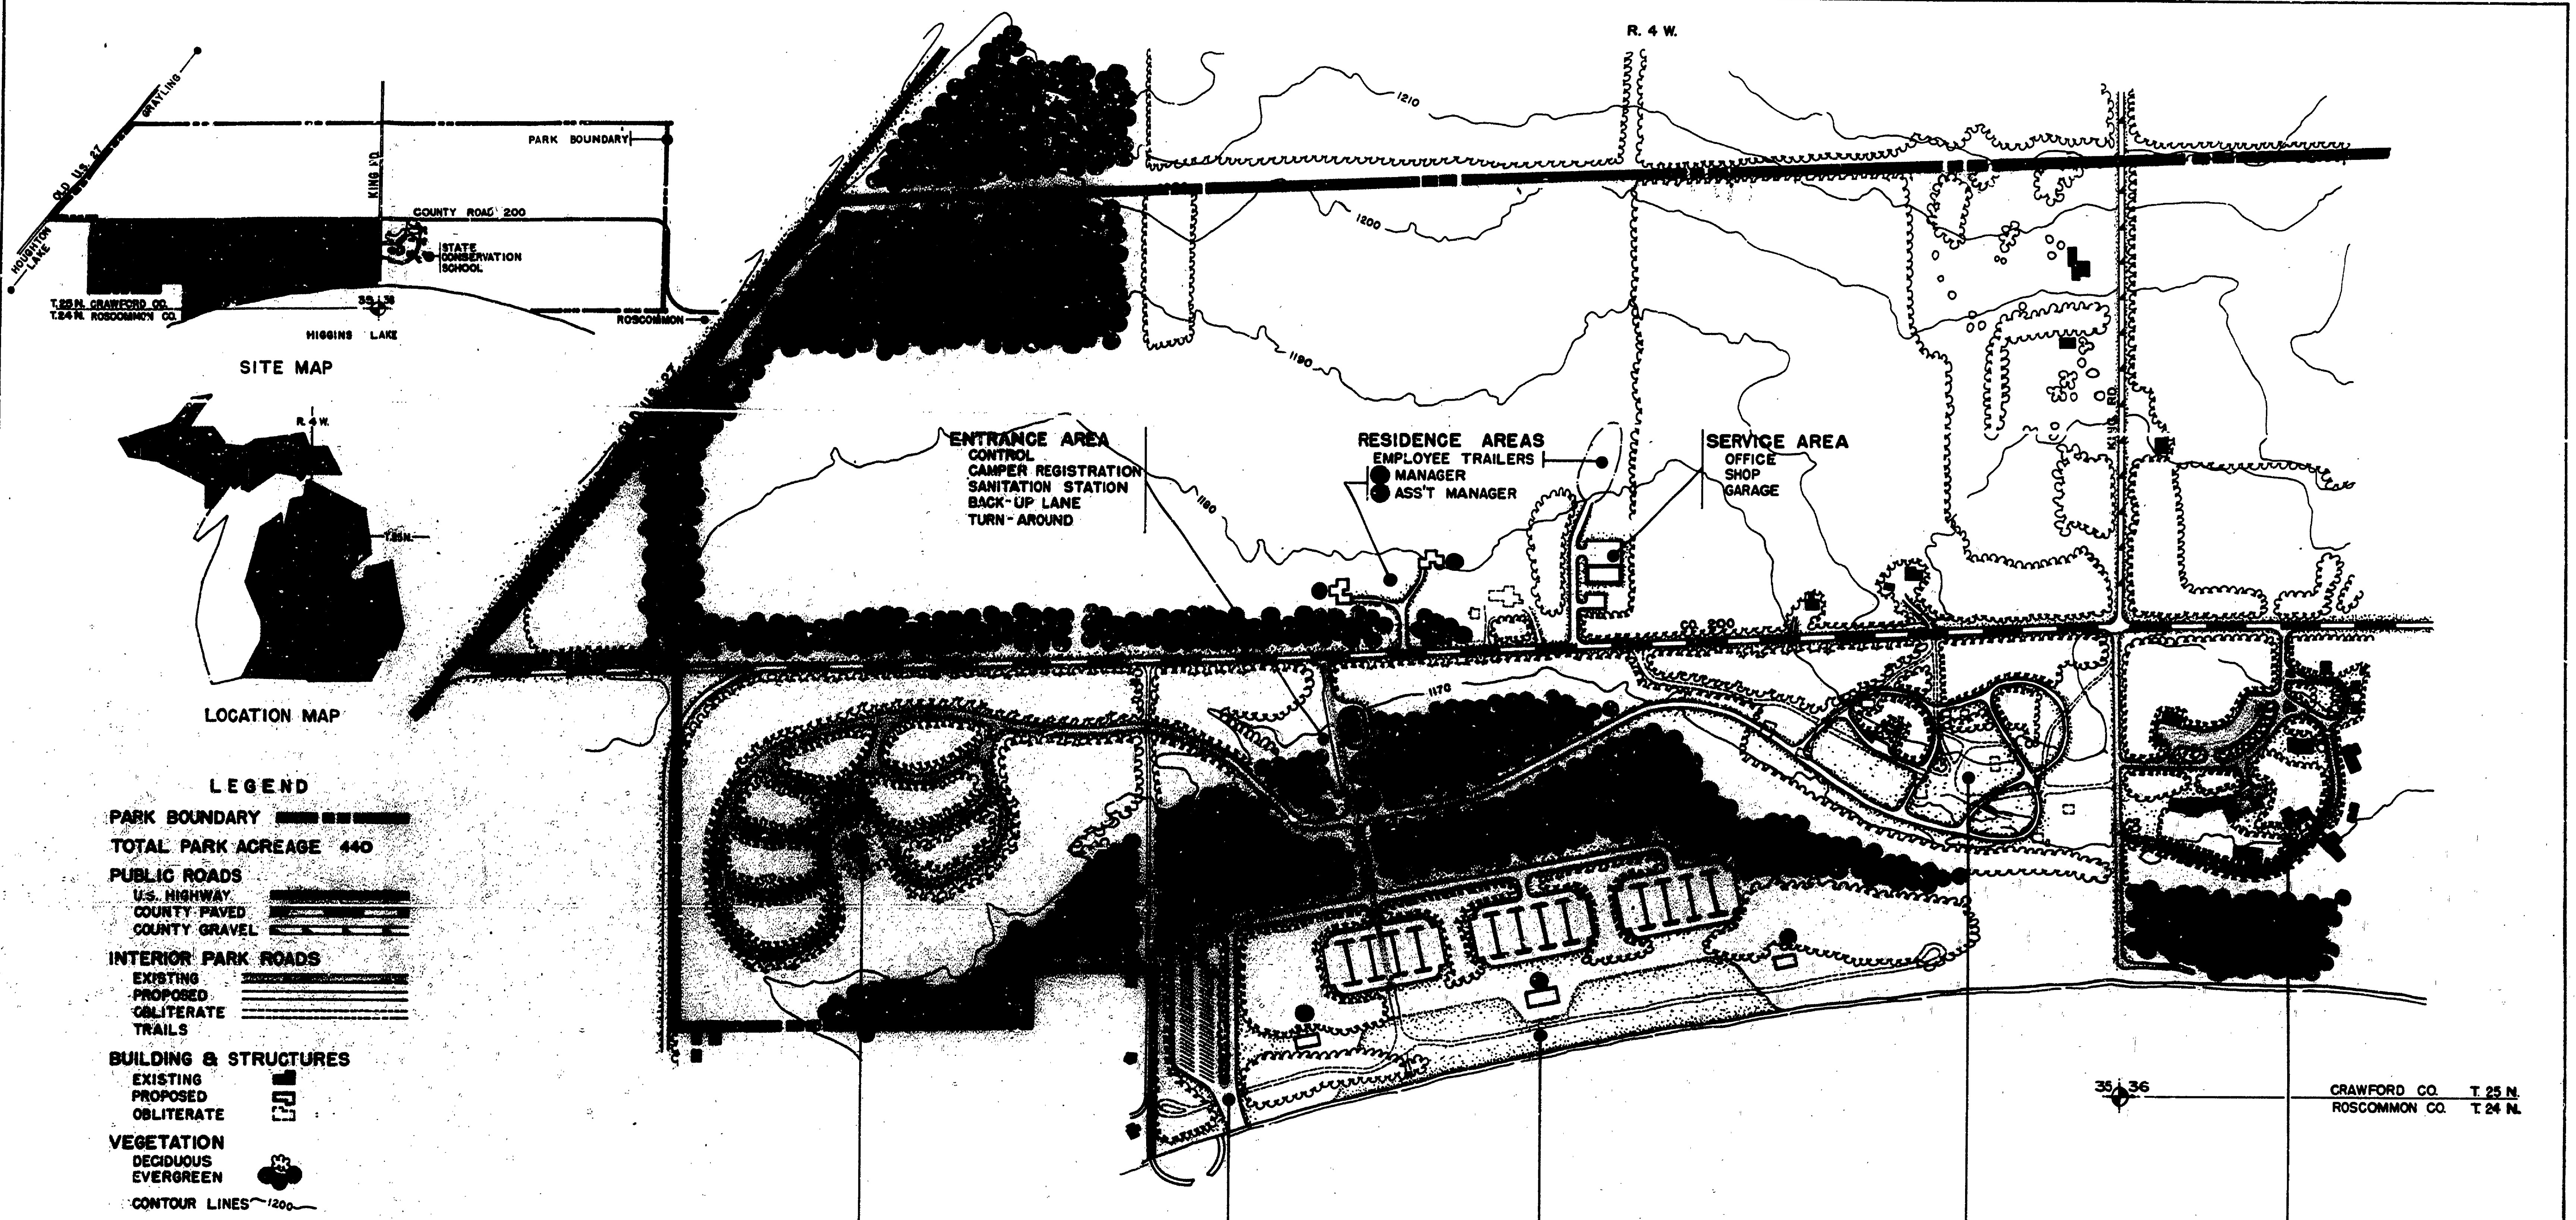 R. 4 W.
GRAYLING
OLD U.S. 27
HOUGHTON
LAKE
KING RD.
PARK BOUNDARY
COUNTY ROAD 200
STATE
CONSERVATION
SCHOOL
T.25 N. CRAWFORD CO.
T.24 N. ROSCOMMON CO.
35 36
ROSCOMMON
HIGGINS LAKE
SITE MAP
R. 4 W.
T.25 N.
LOCATION MAP
1210
1200
1190
1180
1170
OLD U.S. 27
ENTRANCE AREA
CONTROL
CAMPER REGISTRATION
SANITATION STATION
BACK-UP LANE
TURN-AROUND
RESIDENCE AREAS
EMPLOYEE TRAILERS
MANAGER
ASS'T MANAGER
SERVICE AREA
OFFICE
SHOP
GARAGE
KING RD
CO. 200
LEGEND
PARK BOUNDARY
TOTAL PARK ACREAGE 440
PUBLIC ROADS
U.S. HIGHWAY
COUNTY PAVED
COUNTY GRAVEL
INTERIOR PARK ROADS
EXISTING
PROPOSED
OBLITERATE
TRAILS
BUILDING & STRUCTURES
EXISTING
PROPOSED
OBLITERATE
VEGETATION
DECIDUOUS
EVERGREEN
CONTOUR LINES 1200
35 36
CRAWFORD CO. T. 25 N.
ROSCOMMON CO. T. 24 N.